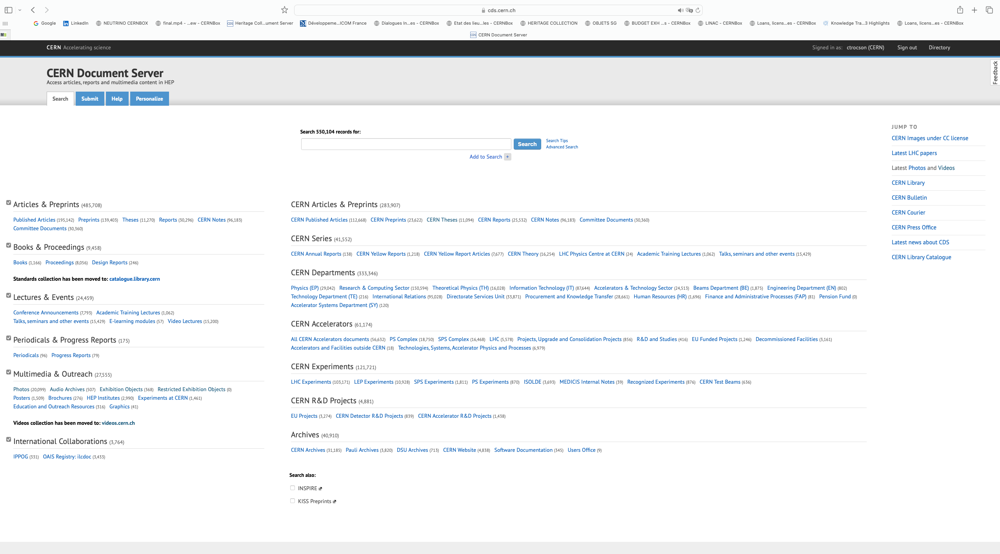 cds.cern.ch
Google LinkedIn NEUTRINO CERNBOX final.mp4 - ...ew - CERNBox Heritage Coll...ument Server Développeme...ICOM France Dialogues In...es - CERNBox Etat des lieu...les - CERNBox HERITAGE COLLECTION OBJETS SG BUDGET EXH ...s - CERNBox LINAC - CERNBox Loans, licens...es - CERNBox Knowledge Tra...3 Highlights Loans, licens...es - CERNBox
CERN Document Server
CERN Accelerating science Signed in as: ctrocson (CERN) Sign out Directory
Feedback
CERN Document Server
Access articles, reports and multimedia content in HEP
Search Submit Help Personalize
Search 550,104 records for:
Search
Search Tips
Advanced Search
Add to Search +
Articles & Preprints (485,708)
Published Articles (195,142) Preprints (139,403) Theses (11,270) Reports (30,296) CERN Notes (96,183)
Committee Documents (30,360)
Books & Proceedings (9,458)
Books (1,166) Proceedings (8,056) Design Reports (246)
Standards collection has been moved to: catalogue.library.cern
Lectures & Events (24,459)
Conference Announcements (7,793) Academic Training Lectures (1,062)
Talks, seminars and other events (15,429) E-learning modules (57) Video Lectures (15,200)
Periodicals & Progress Reports (175)
Periodicals (96) Progress Reports (79)
Multimedia & Outreach (27,555)
Photos (20,099) Audio Archives (507) Exhibition Objects (368) Restricted Exhibition Objects (0)
Posters (1,509) Brochures (276) HEP Institutes (2,990) Experiments at CERN (1,461)
Education and Outreach Resources (316) Graphics (41)
Videos collection has been moved to: videos.cern.ch
International Collaborations (3,764)
IPPOG (331) OAIS Registry: ilcdoc (3,433)
CERN Articles & Preprints (283,907)
CERN Published Articles (112,668) CERN Preprints (23,622) CERN Theses (11,094) CERN Reports (25,532) CERN Notes (96,183) Committee Documents (30,360)
CERN Series (41,552)
CERN Annual Reports (138) CERN Yellow Reports (1,218) CERN Yellow Report Articles (7,677) CERN Theory (16,254) LHC Physics Centre at CERN (24) Academic Training Lectures (1,062) Talks, seminars and other events (15,429)
CERN Departments (333,346)
Physics (EP) (29,042) Research & Computing Sector (150,594) Theoretical Physics (TH) (16,028) Information Technology (IT) (87,644) Accelerators & Technology Sector (24,513) Beams Department (BE) (1,875) Engineering Department (EN) (802)
Technology Department (TE) (216) International Relations (95,028) Directorate Services Unit (33,871) Procurement and Knowledge Transfer (28,661) Human Resources (HR) (1,696) Finance and Administrative Processes (FAP) (81) Pension Fund (0)
Accelerator Systems Department (SY) (120)
CERN Accelerators (61,174)
All CERN Accelerators documents (56,632) PS Complex (18,750) SPS Complex (16,468) LHC (5,578) Projects, Upgrade and Consolidation Projects (856) R&D and Studies (416) EU Funded Projects (1,246) Decommissioned Facilities (3,161)
Accelerators and Facilities outside CERN (18) Technologies, Systems, Accelerator Physics and Processes (6,979)
CERN Experiments (121,721)
LHC Experiments (103,171) LEP Experiments (10,928) SPS Experiments (1,811) PS Experiments (870) ISOLDE (3,693) MEDICIS Internal Notes (39) Recognized Experiments (876) CERN Test Beams (636)
CERN R&D Projects (4,881)
EU Projects (3,274) CERN Detector R&D Projects (839) CERN Accelerator R&D Projects (1,438)
Archives (40,910)
CERN Archives (31,185) Pauli Archives (3,820) DSU Archives (713) CERN Website (4,838) Software Documentation (345) Users Office (9)
Search also:
INSPIRE
KISS Preprints
JUMP TO
CERN Images under CC license
Latest LHC papers
Latest Photos and Videos
CERN Library
CERN Bulletin
CERN Courier
CERN Press Office
Latest news about CDS
CERN Library Catalogue